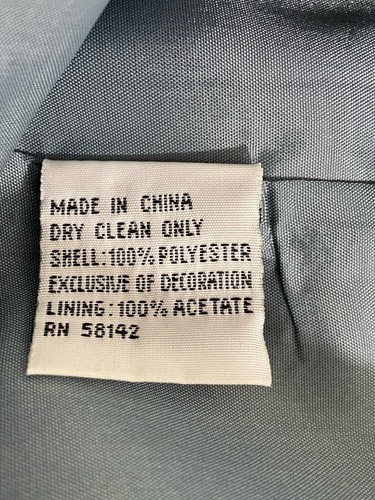 MADE IN CHINA
DRY CLEAN ONLY
SHELL:100% POLYESTER
EXCLUSIVE OF DECORATION
LINING:100% ACETATE
RN 58142